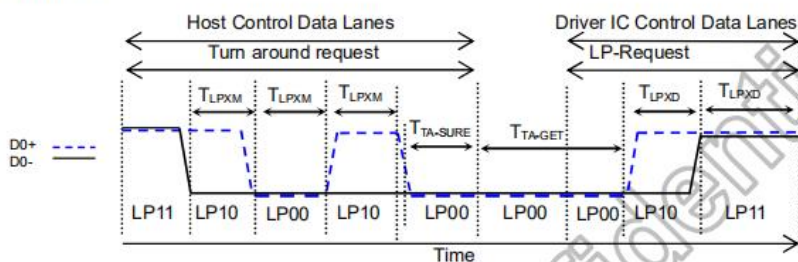 Host Control Data Lanes Driver IC Control Data Lanes
Turn around request LP-Request
TLPXM TLPXM TLPXM TLPXD TLPXD
TTA-SURE TTA-GET
D0+
D0-
LP11 LP10 LP00 LP10 LP00 LP00 LP00 LP10 LP11
Time